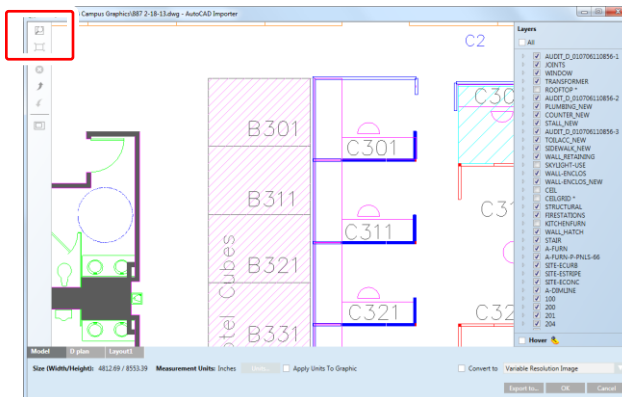 Campus Graphics\887 2-18-13.dwg - AutoCAD Importer
Layers
All
AUDIT_D_010706110856-1
JOINTS
WINDOW
TRANSFORMER
ROOFTOP *
AUDIT_D_010706110856-2
PLUMBING_NEW
COUNTER_NEW
STALL_NEW
AUDIT_D_010706110856-3
TOILACC_NEW
SIDEWALK_NEW
WALL_RETAINING
SKYLIGHT-USE
WALL-ENCLOS
WALL-ENCLOS_NEW
CEIL
CEILGRID *
STRUCTURAL
FIRESTATIONS
KITCHENFURN
WALL_HATCH
STAIR
A-FURN
A-FURN-P-PNLS-66
SITE-ECURB
SITE-ESTRIPE
SITE-ECONC
A-DIMLINE
100
200
201
204
Hover
C2
B301
C301
C30
B311
C311
C31
B321
C321
C32
B331
otel Cubes
Model
D plan
Layout1
Size (Width/Height): 4812.69 / 8553.39
Measurement Units: Inches
Units...
Apply Units To Graphic
Convert to
Variable Resolution Image
Export to...
OK
Cancel